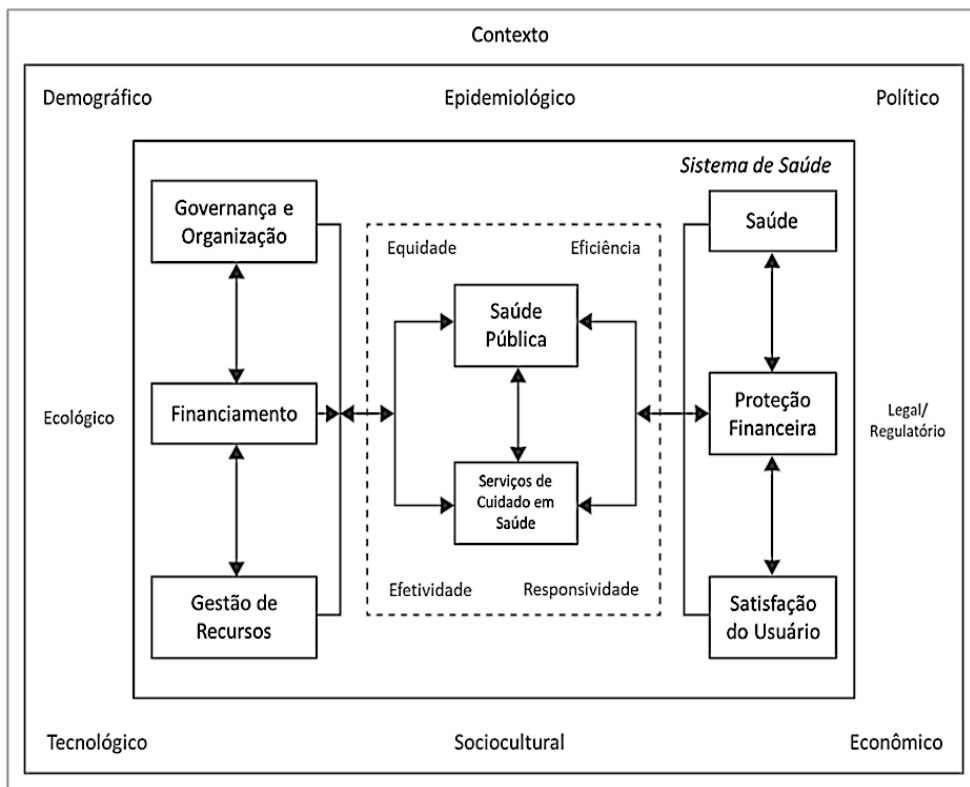 Contexto
Demográfico
Epidemiológico
Político
Sistema de Saúde
Governança e
Organização
Saúde
Equidade
Eficiência
Saúde
Pública
Ecológico
Financiamento
Proteção
Financeira
Legal/
Regulatório
Serviços de
Cuidado em
Saúde
Efetividade
Responsividade
Gestão de
Recursos
Satisfação
do Usuário
Tecnológico
Sociocultural
Econômico